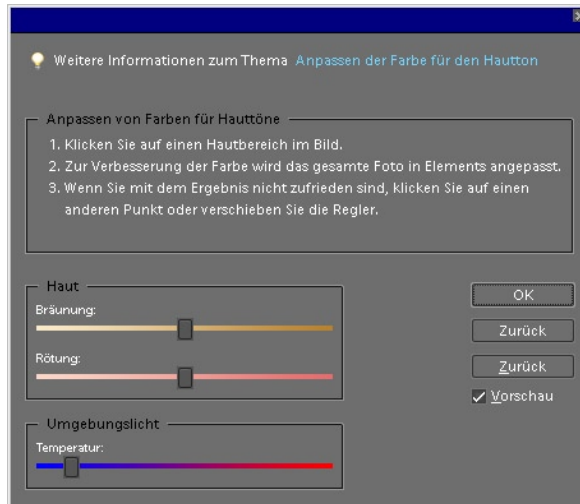 Weitere Informationen zum Thema Anpassen der Farbe für den Hautton
Anpassen von Farben für Hauttöne
1. Klicken Sie auf einen Hautbereich im Bild.
2. Zur Verbesserung der Farbe wird das gesamte Foto in Elements angepasst.
3. Wenn Sie mit dem Ergebnis nicht zufrieden sind, klicken Sie auf einen
anderen Punkt oder verschieben Sie die Regler.
Haut
Bräunung:
Rötung:
OK
Zurück
Zurück
Vorschau
Umgebungslicht
Temperatur: